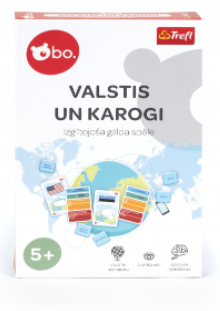 bo.
Trefl
VALSTIS
UN KAROGI
Izglītojoša galda spēle
5+